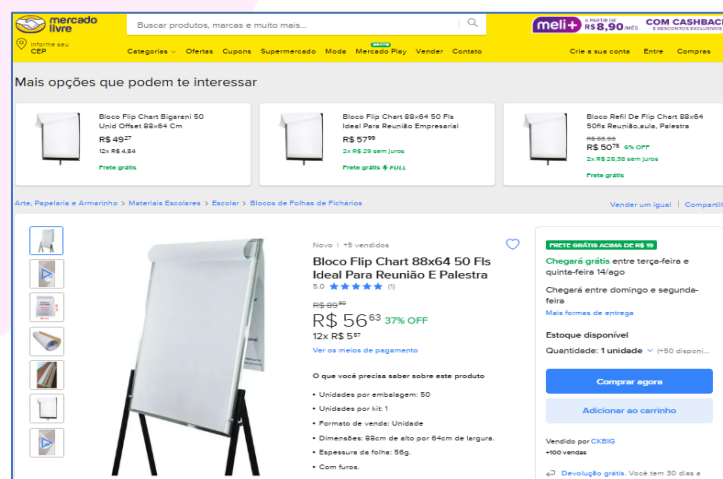 mercado
livre
Buscar produtos, marcas e muito mais...
meli+ A PARTIR DE R$8,90/MÊS COM CASHBACK
E DESCONTOS EXCLUSIVOS
Informe seu
CEP
Categorias Ofertas Cupons Supermercado Moda Mercado Play Vender Contato
GRÁTIS
Crie a sua conta Entre Compras
Mais opções que podem te interessar
Bloco Flip Chart Bigarani 50
Unid Offset 88x64 Cm
R$ 49,27
12x R$ 4,84
Frete grátis
Bloco Flip Chart 88x64 50 Fls
Ideal Para Reunião Empresarial
R$ 57
2x R$ 29 sem juros
Frete grátis FULL
Bloco Refil De Flip Chart 88x64
50fls Reunião,aula, Palestra
R$ 50,75 6% OFF
2x R$ 25,38 sem juros
Frete grátis
Arte, Papelaria e Armarinho > Materiais Escolares > Escolar > Blocos de Folhas de Fichários
Vender um igual | Compartil
Novo | +5 vendidos
Bloco Flip Chart 88x64 50 Fls
Ideal Para Reunião E Palestra
5.0 (1)
R$ 89,90
R$ 56,63 37% OFF
12x R$ 5,57
Ver os meios de pagamento
O que você precisa saber sobre este produto
• Unidades por embalagem: 50
• Unidades por kit: 1
• Formato de venda: Unidade
• Dimensões: 88cm de alto por 64cm de largura.
• Espessura da folha: 56g.
• Com furos.
FRETE GRÁTIS ACIMA DE R$ 19
Chegará grátis entre terça-feira e
quinta-feira 14/ago
Chegará entre domingo e segunda-
feira
Mais formas de entrega
Estoque disponível
Quantidade: 1 unidade (+50 disponi...
Comprar agora
Adicionar ao carrinho
Vendido por CKBIG
+100 vendas
Devolução grátis. Você tem 30 dias a